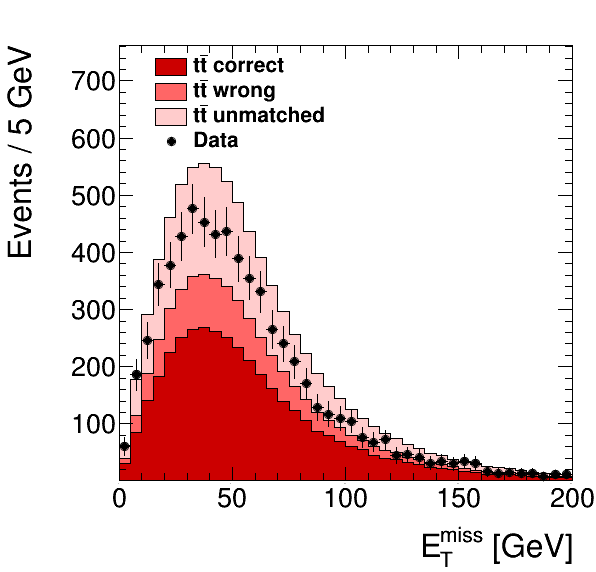 Events / 5 GeV
700
600
500
400
300
200
100
tt̄ correct
tt̄ wrong
tt̄ unmatched
Data
0 50 100 150 200
E_T^miss [GeV]